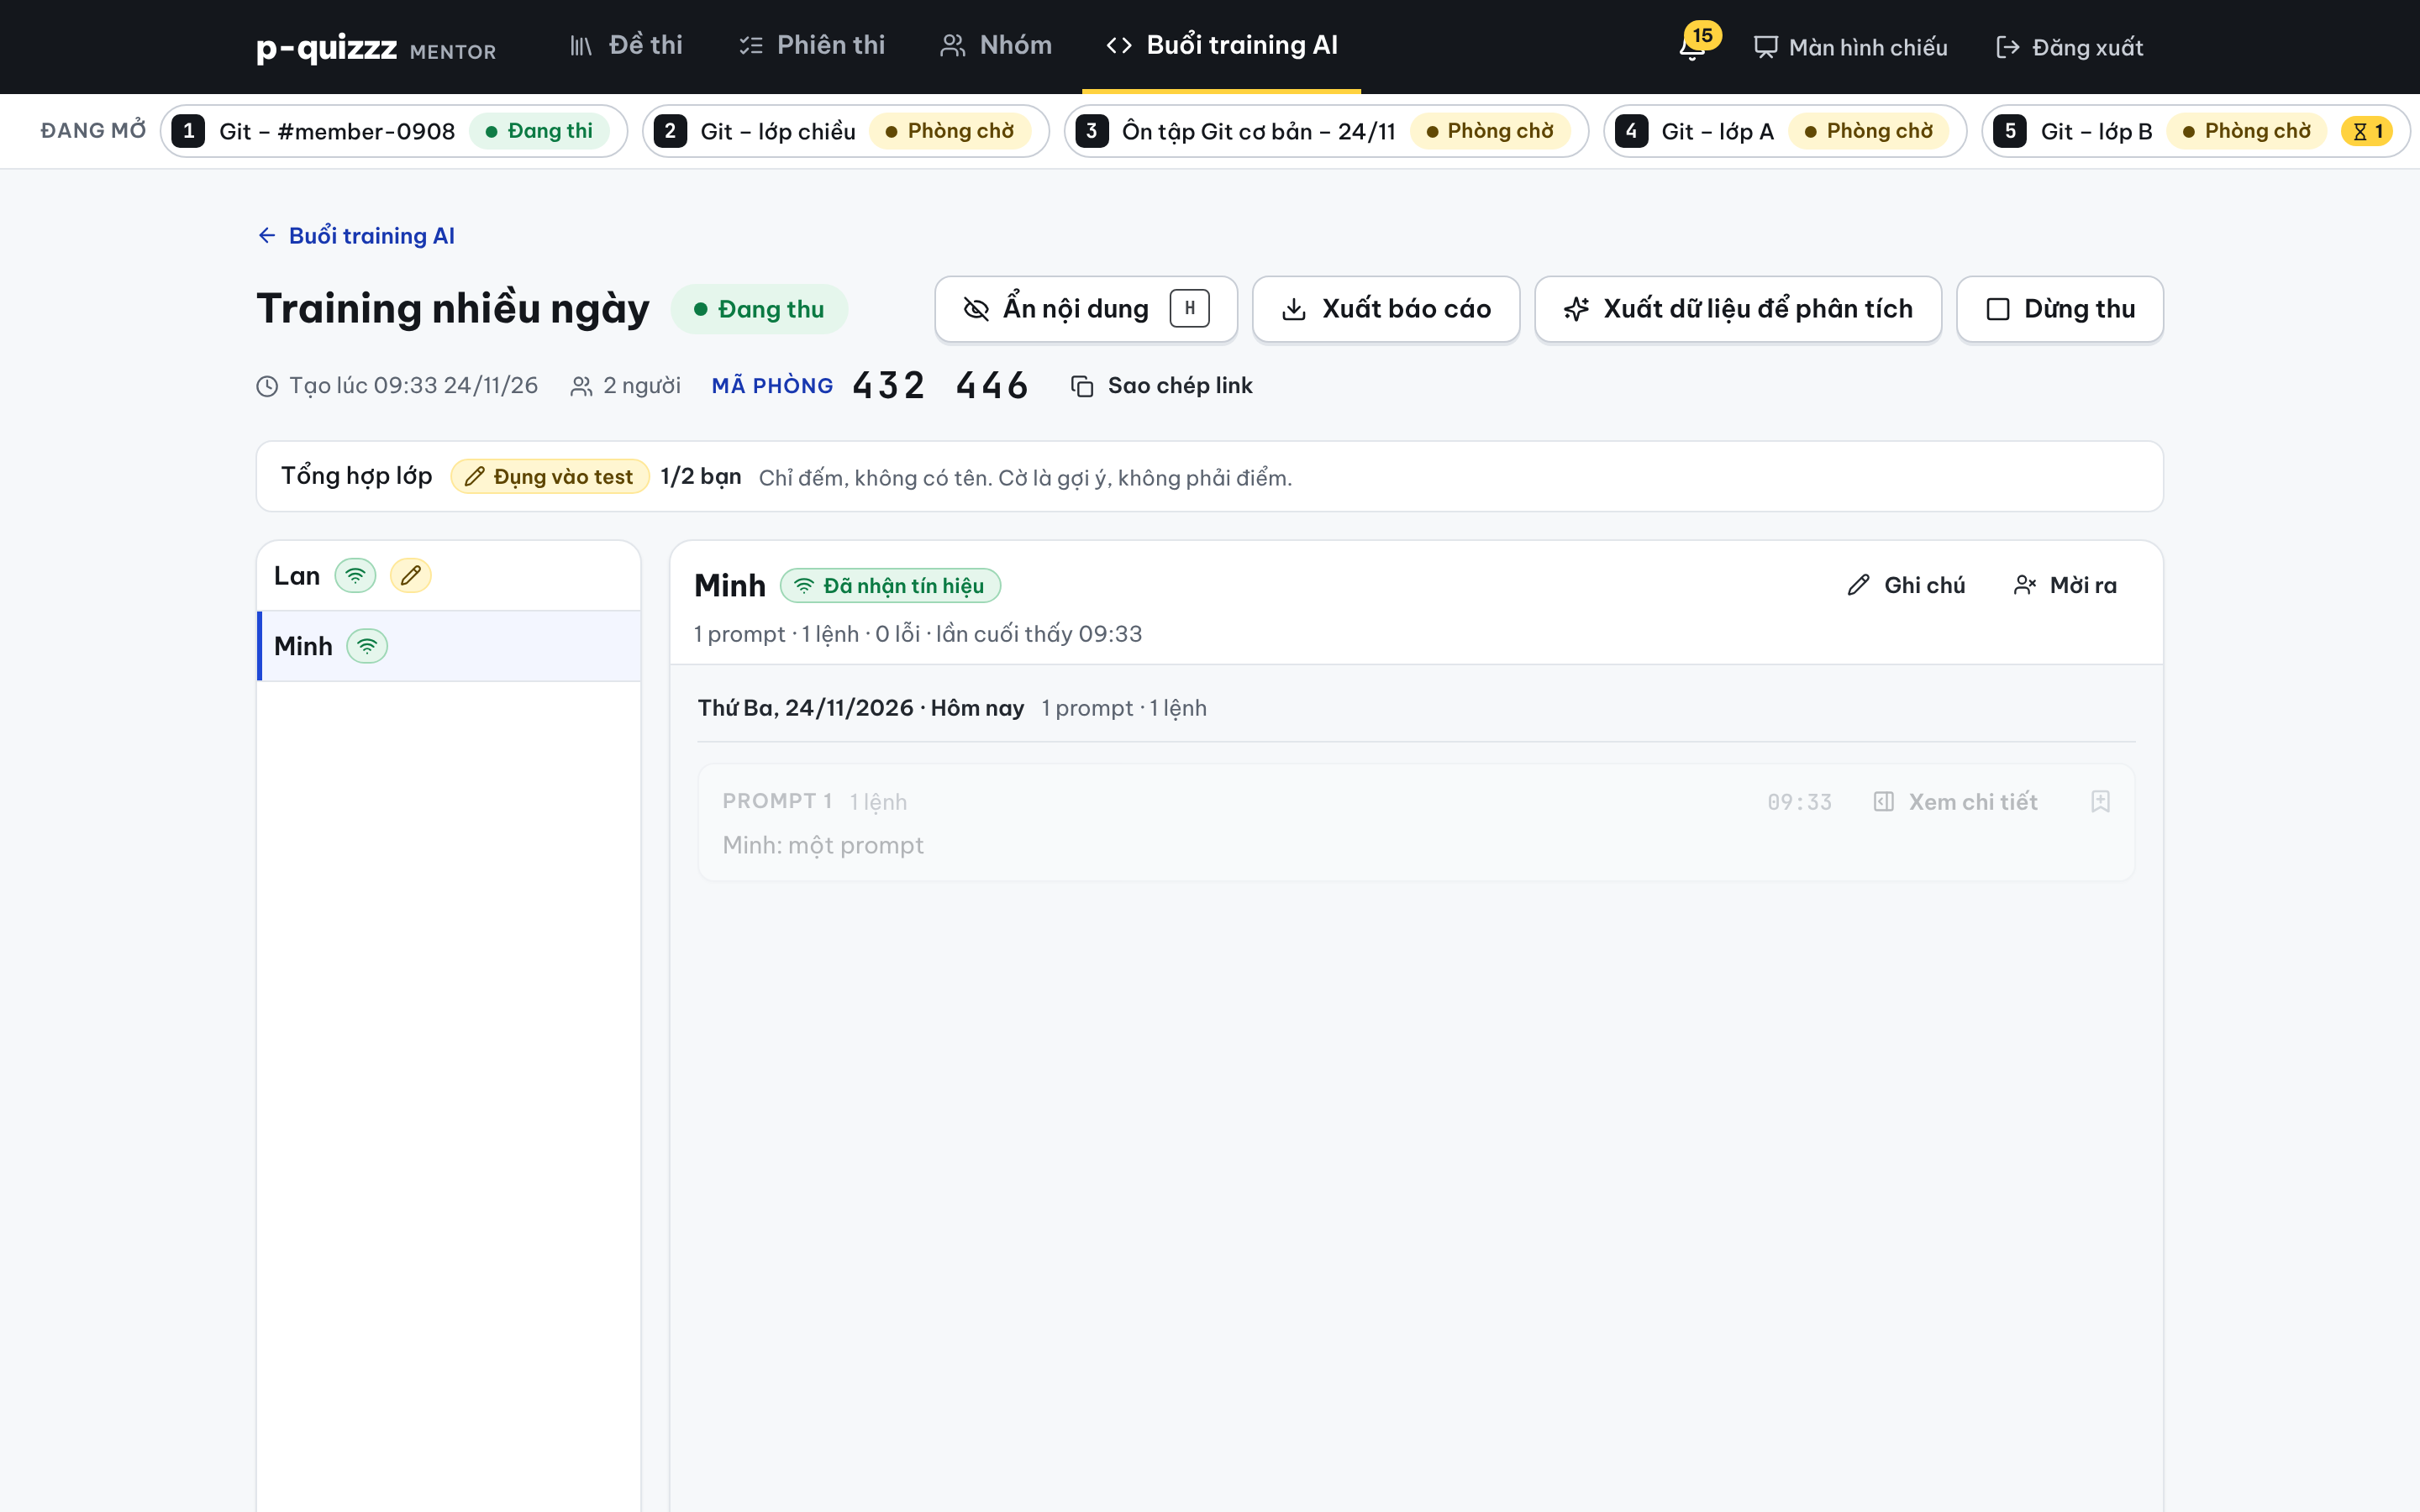 p-quizzz MENTOR Đề thi Phiên thi Nhóm Buổi training AI 15 Màn hình chiếu Đăng xuất
ĐANG MỞ 1 Git – #member-0908 Đang thi 2 Git – lớp chiều Phòng chờ 3 Ôn tập Git cơ bản – 24/11 Phòng chờ 4 Git – lớp A Phòng chờ 5 Git – lớp B Phòng chờ 1
Buổi training AI
Training nhiều ngày Đang thu Ẩn nội dung H Xuất báo cáo Xuất dữ liệu để phân tích Dừng thu
Tạo lúc 09:33 24/11/26 2 người MÃ PHÒNG 432 446 Sao chép link
Tổng hợp lớp Đụng vào test 1/2 bạn Chỉ đếm, không có tên. Cờ là gợi ý, không phải điểm.
Lan
Minh
Minh Đã nhận tín hiệu Ghi chú Mời ra
1 prompt · 1 lệnh · 0 lỗi · lần cuối thấy 09:33
Thứ Ba, 24/11/2026 · Hôm nay 1 prompt · 1 lệnh
PROMPT 1 1 lệnh 09:33 Xem chi tiết
Minh: một prompt